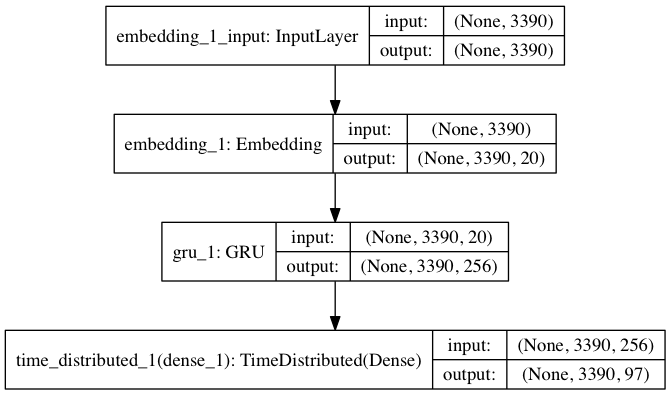 embedding_1_input: InputLayer
input:
(None, 3390)
output:
(None, 3390)
embedding_1: Embedding
input:
(None, 3390)
output:
(None, 3390, 20)
gru_1: GRU
input:
(None, 3390, 20)
output:
(None, 3390, 256)
time_distributed_1(dense_1): TimeDistributed(Dense)
input:
(None, 3390, 256)
output:
(None, 3390, 97)